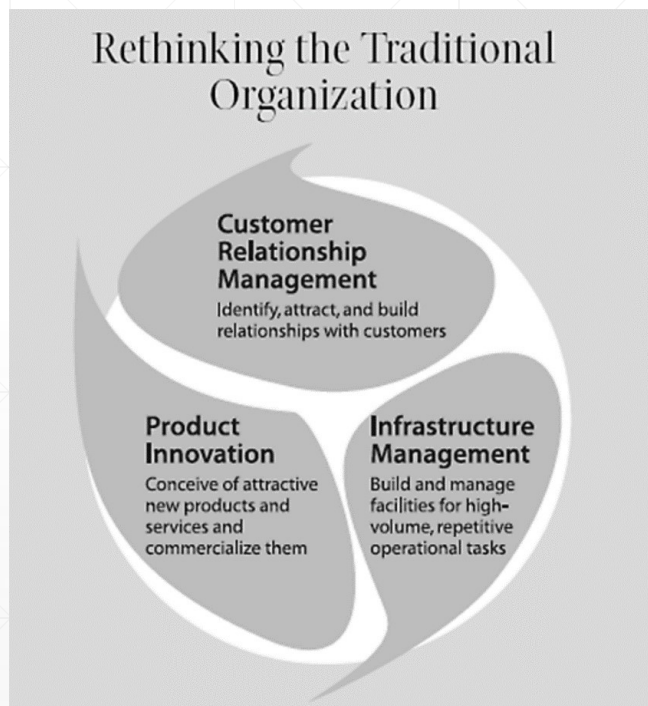 Rethinking the Traditional
Organization
Customer
Relationship
Management
Identify, attract, and build
relationships with customers
Product
Innovation
Conceive of attractive
new products and
services and
commercialize them
Infrastructure
Management
Build and manage
facilities for high-
volume, repetitive
operational tasks